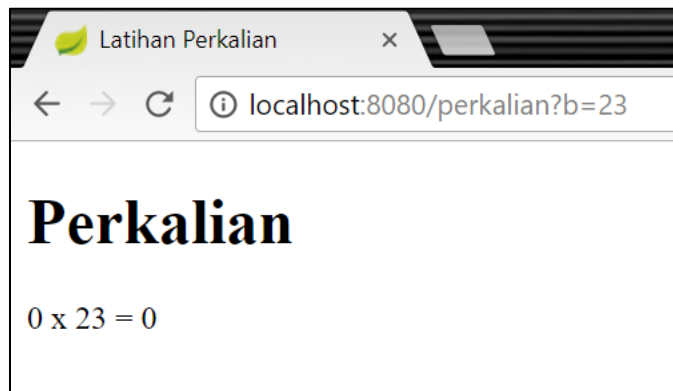 Latihan Perkalian
localhost:8080/perkalian?b=23
Perkalian
0 x 23 = 0